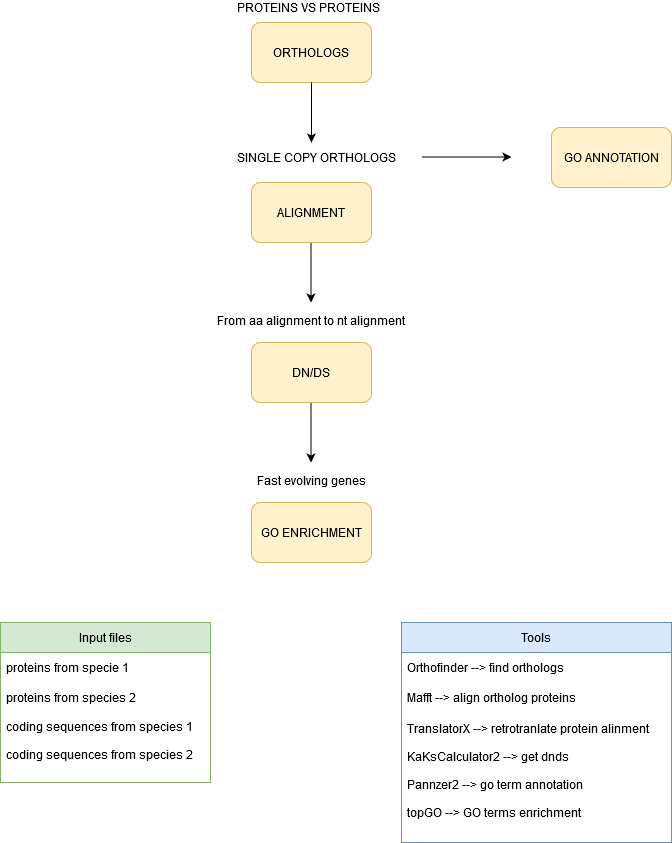 PROTEINS VS PROTEINS
ORTHOLOGS
SINGLE COPY ORTHOLOGS
GO ANNOTATION
ALIGNMENT
From aa alignment to nt alignment
DN/DS
Fast evolving genes
GO ENRICHMENT
Input files
proteins from specie 1
proteins from species 2
coding sequences from species 1
coding sequences from species 2
Tools
Orthofinder --> find orthologs
Mafft --> align ortholog proteins
TranslatorX --> retrotranlate protein alinment
KaKsCalculator2 --> get dnds
Pannzer2 --> go term annotation
topGO --> GO terms enrichment